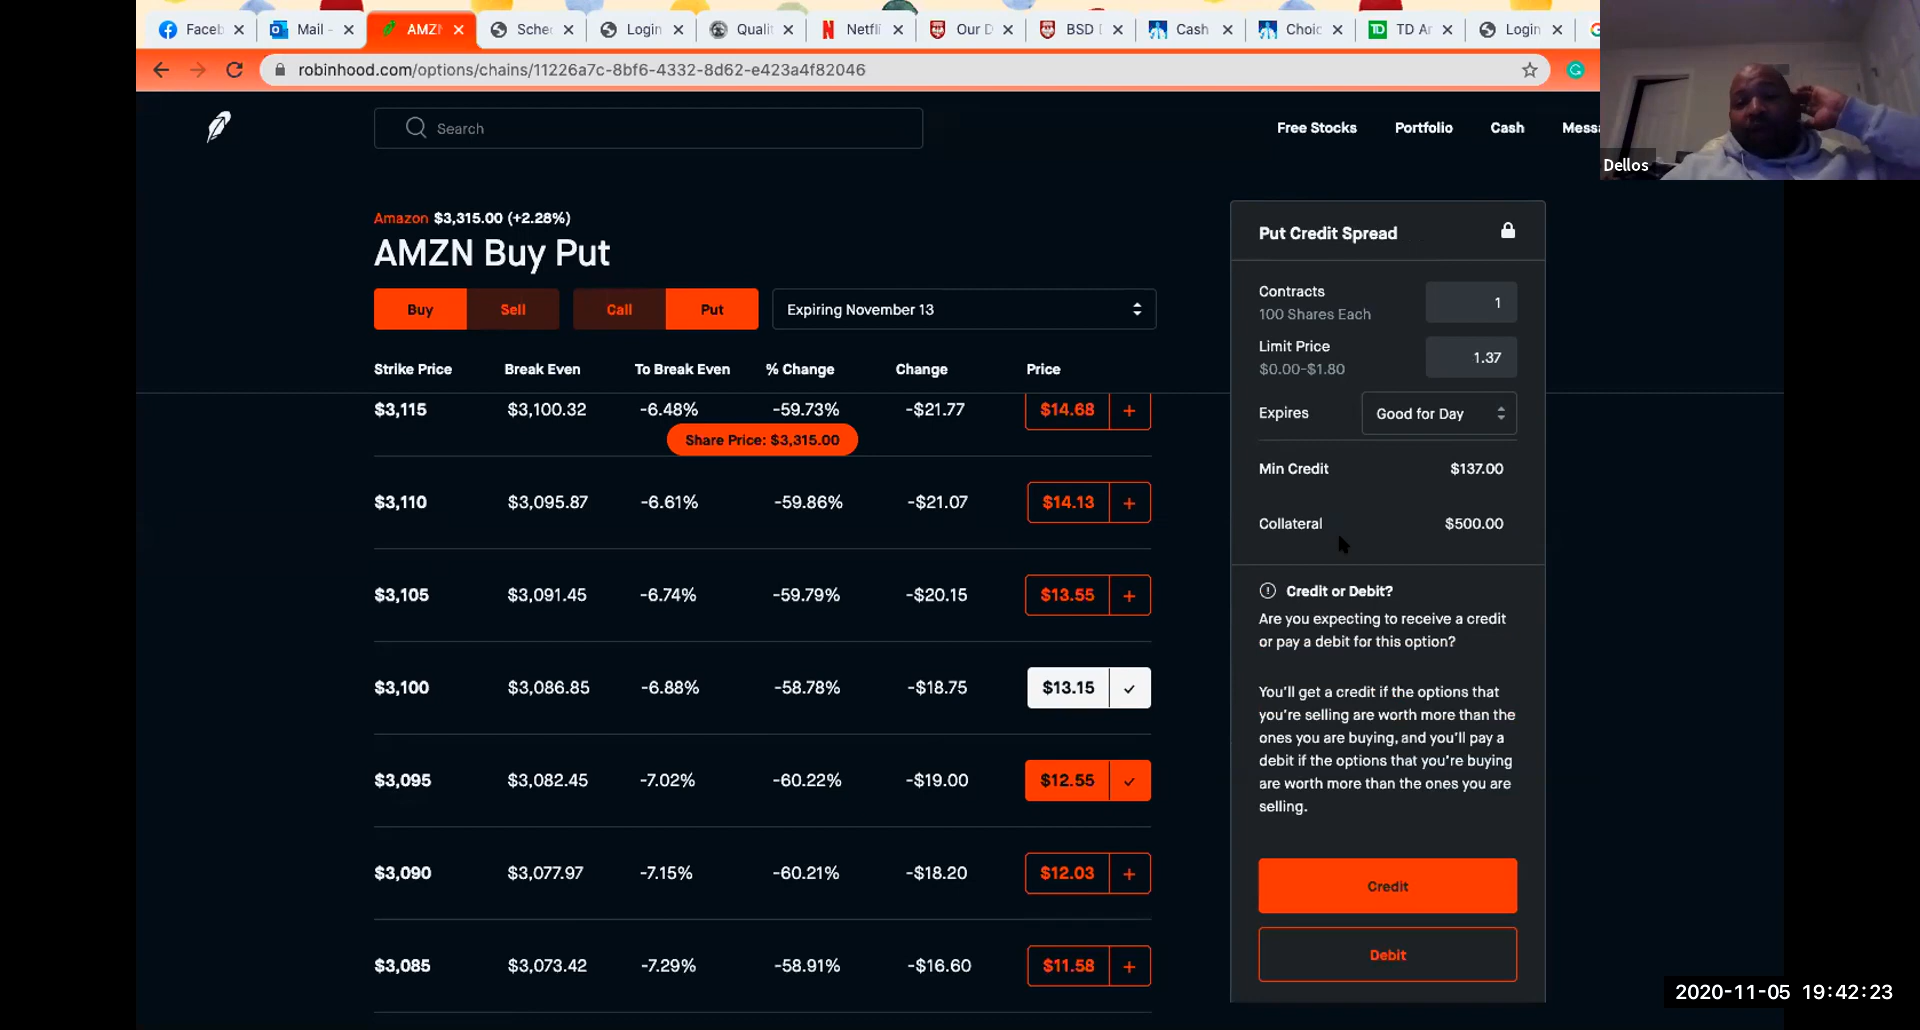 Faceb
Mail -
AMZN
Sched
Login
Qualit
Netfli
Our D
BSD
Cash
Choic
TD Ar
Login
robinhood.com/options/chains/11226a7c-8bf6-4332-8d62-e423a4f82046
Search
Free Stocks Portfolio Cash Messa
Dellos
Amazon $3,315.00 (+2.28%)
AMZN Buy Put
Buy Sell Call Put Expiring November 13
Strike Price Break Even To Break Even % Change Change Price
$3,115 $3,100.32 -6.48% -59.73% -$21.77 $14.68 +
Share Price: $3,315.00
$3,110 $3,095.87 -6.61% -59.86% -$21.07 $14.13 +
$3,105 $3,091.45 -6.74% -59.79% -$20.15 $13.55 +
$3,100 $3,086.85 -6.88% -58.78% -$18.75 $13.15
$3,095 $3,082.45 -7.02% -60.22% -$19.00 $12.55
$3,090 $3,077.97 -7.15% -60.21% -$18.20 $12.03 +
$3,085 $3,073.42 -7.29% -58.91% -$16.60 $11.58 +
Put Credit Spread
Contracts 1
100 Shares Each
Limit Price 1.37
$0.00-$1.80
Expires Good for Day
Min Credit $137.00
Collateral $500.00
Credit or Debit?
Are you expecting to receive a credit
or pay a debit for this option?
You'll get a credit if the options that
you're selling are worth more than the
ones you are buying, and you'll pay a
debit if the options that you're buying
are worth more than the ones you are
selling.
Credit
Debit
2020-11-05 19:42:23